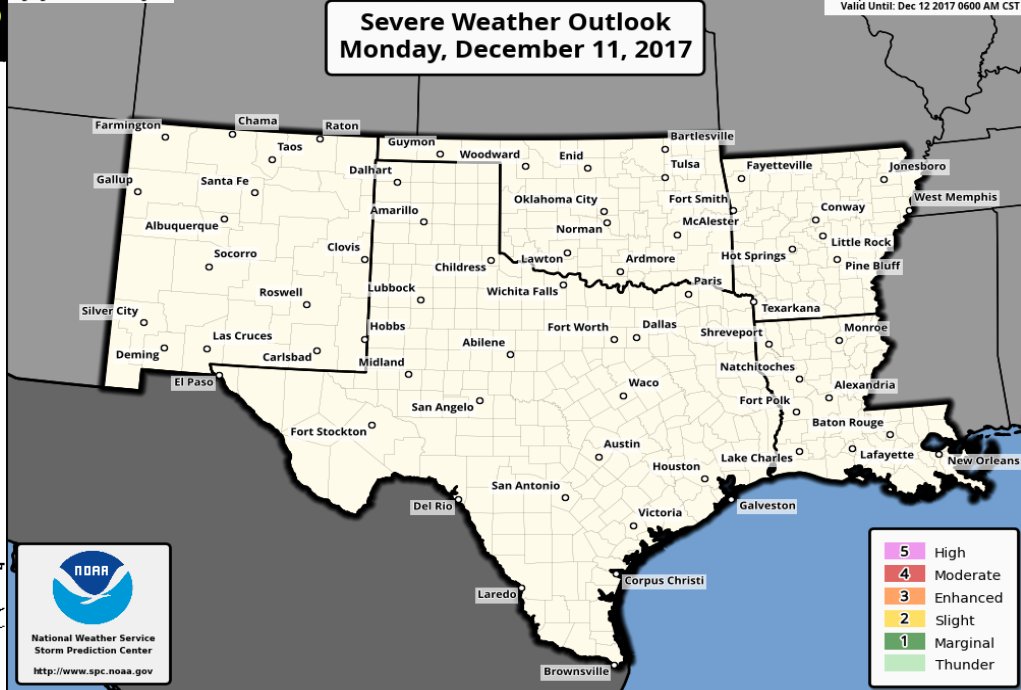 Valid Until: Dec 12 2017 0600 AM CST
Severe Weather Outlook
Monday, December 11, 2017
Farmington
Chama
Raton
Taos
Guymon
Woodward
Enid
Bartlesville
Tulsa
Fayetteville
Jonesboro
Gallup
Santa Fe
Dalhart
Oklahoma City
Fort Smith
West Memphis
Albuquerque
Amarillo
Norman
McAlester
Conway
Socorro
Clovis
Childress
Lawton
Ardmore
Hot Springs
Little Rock
Pine Bluff
Roswell
Lubbock
Wichita Falls
Paris
Texarkana
Silver City
Las Cruces
Hobbs
Abilene
Fort Worth
Dallas
Shreveport
Monroe
Deming
Carlsbad
Midland
Natchitoches
El Paso
San Angelo
Waco
Fort Polk
Alexandria
Fort Stockton
Austin
Baton Rouge
Houston
Lake Charles
Lafayette
New Orleans
Del Rio
San Antonio
Galveston
Victoria
Laredo
Corpus Christi
Brownsville
NOAA
National Weather Service
Storm Prediction Center
http://www.spc.noaa.gov
5 High
4 Moderate
3 Enhanced
2 Slight
1 Marginal
Thunder